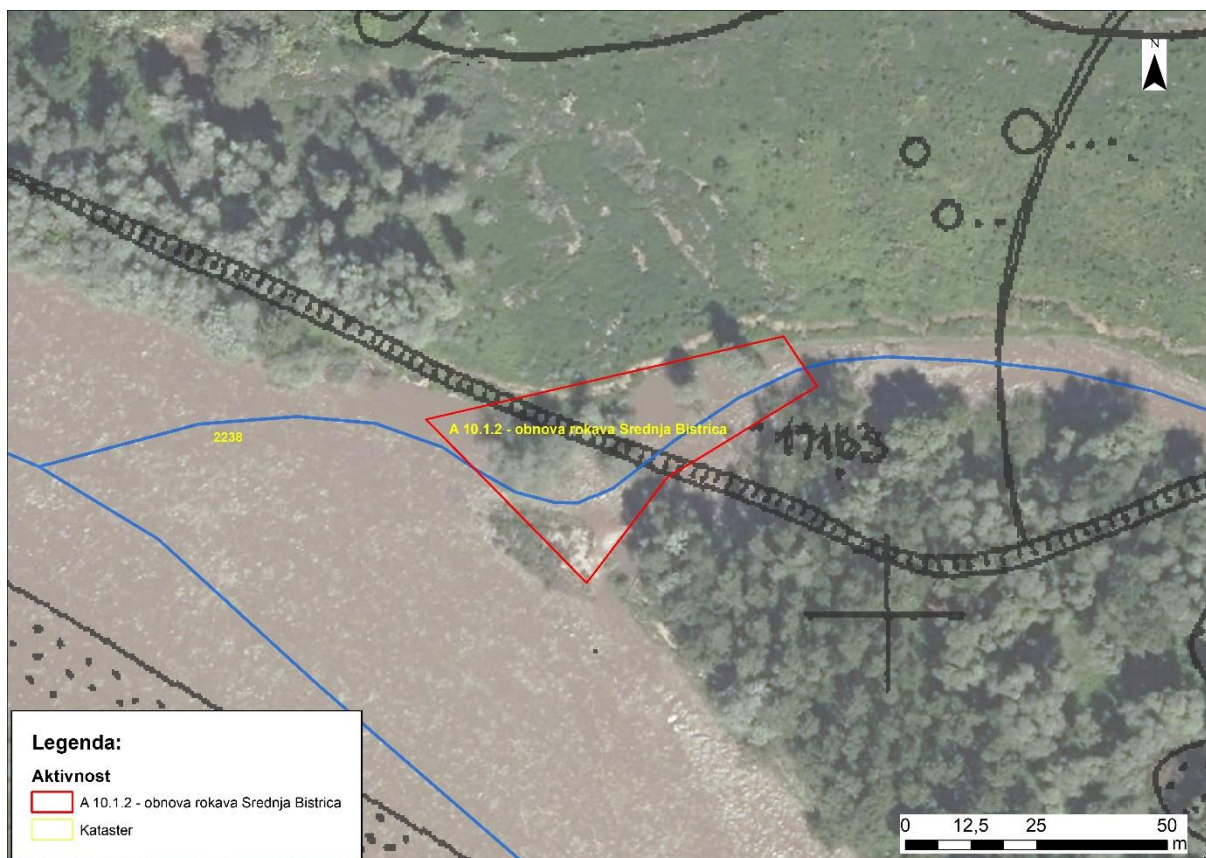 N
A 10.1.2 - obnova rokava Srednja Bistrica
2238
17163
Legenda:
Aktivnost
A 10.1.2 - obnova rokava Srednja Bistrica
Kataster
0 12,5 25 50
m